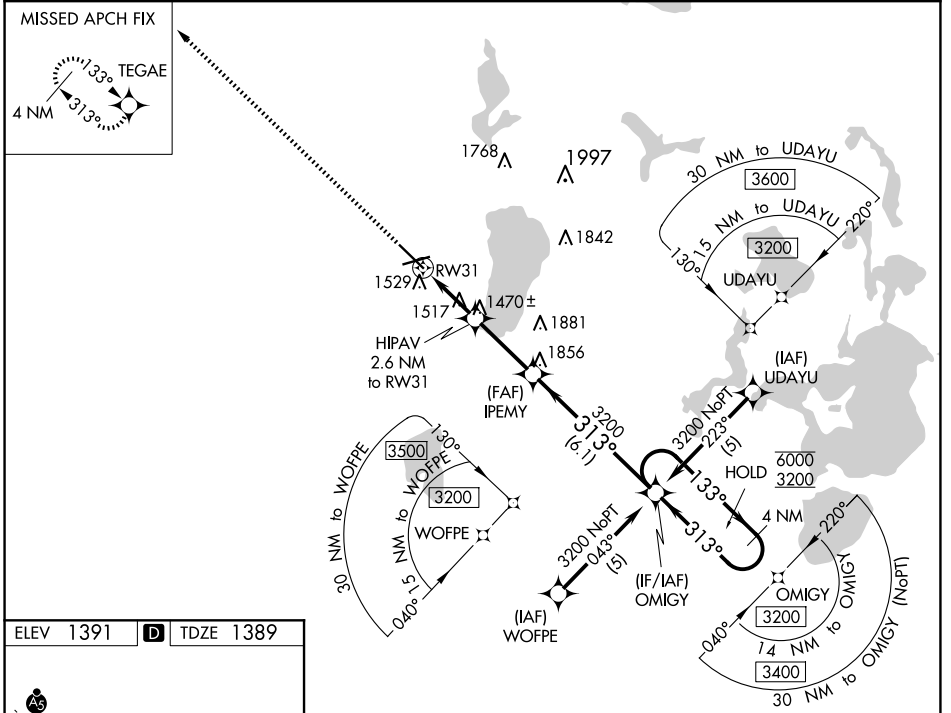 MISSED APCH FIX
133°
TEGAE
4 NM
313°
1768
1997
1842
30 NM to UDAYU
3600
15 NM to UDAYU
220°
3200
130°
UDAYU
RW31
1529
1517
1470 ±
1881
1856
HIPAV
2.6 NM
to RW31
(FAF)
IPEMY
(IAF)
UDAYU
3200
313°
(6.1)
3200 NoPT
223°
(5)
HOLD
6000
3200
133°
4 NM
313°
130°
3500
30 NM to WOFPE
15 NM to WOFPE
3200
WOFPE
040°
3200 NoPT
043°
(5)
(IF/IAF)
OMIGY
(IAF)
WOFPE
220°
OMIGY
040°
3200
14 NM to OMIGY
3400
30 NM to OMIGY (NoPT)
ELEV 1391 D TDZE 1389
A5